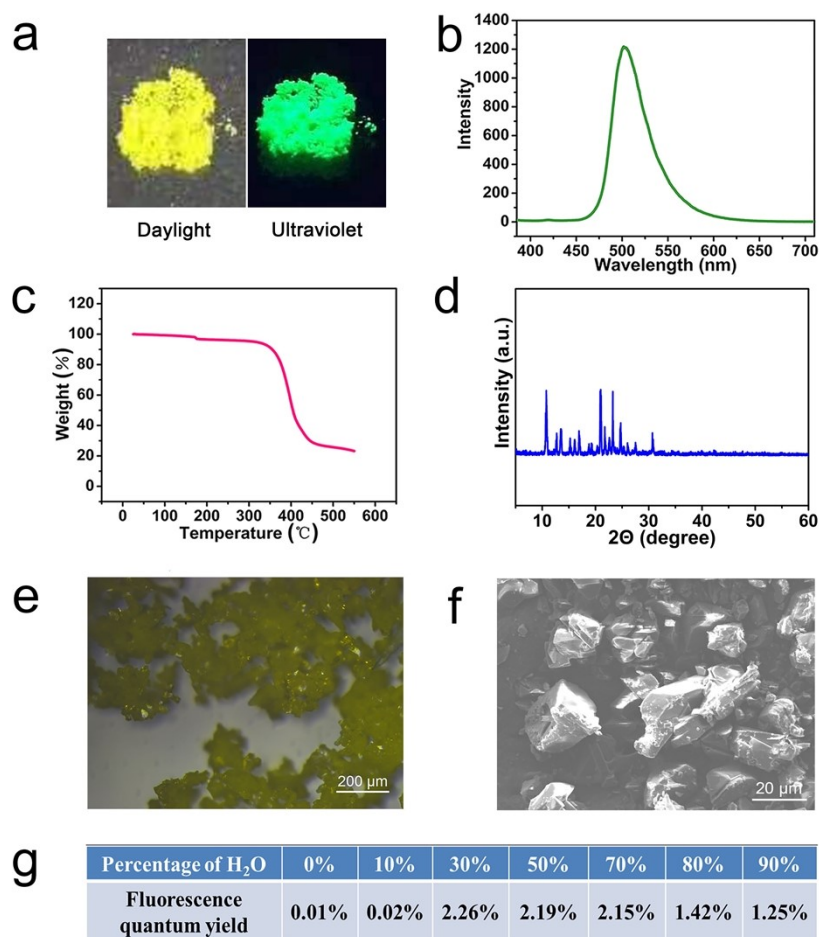 a
Daylight Ultraviolet
b
1400
1200
1000
800
600
400
200
0
Intensity
400 450 500 550 600 650 700
Wavelength (nm)
c
120
100
80
60
40
20
0
Weight (%)
0 100 200 300 400 500 600
Temperature (℃)
d
Intensity (a.u.)
10 20 30 40 50 60
2Θ (degree)
e
200 μm
f
20 μm
g
Percentage of H₂O 0% 10% 30% 50% 70% 80% 90%
Fluorescence
quantum yield 0.01% 0.02% 2.26% 2.19% 2.15% 1.42% 1.25%